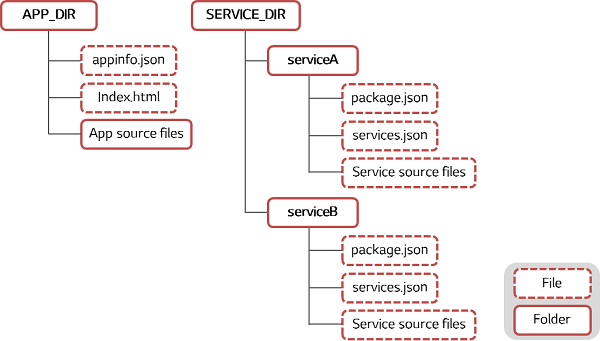 APP_DIR
appinfo.json
Index.html
App source files
SERVICE_DIR
serviceA
package.json
services.json
Service source files
serviceB
package.json
services.json
Service source files
File
Folder